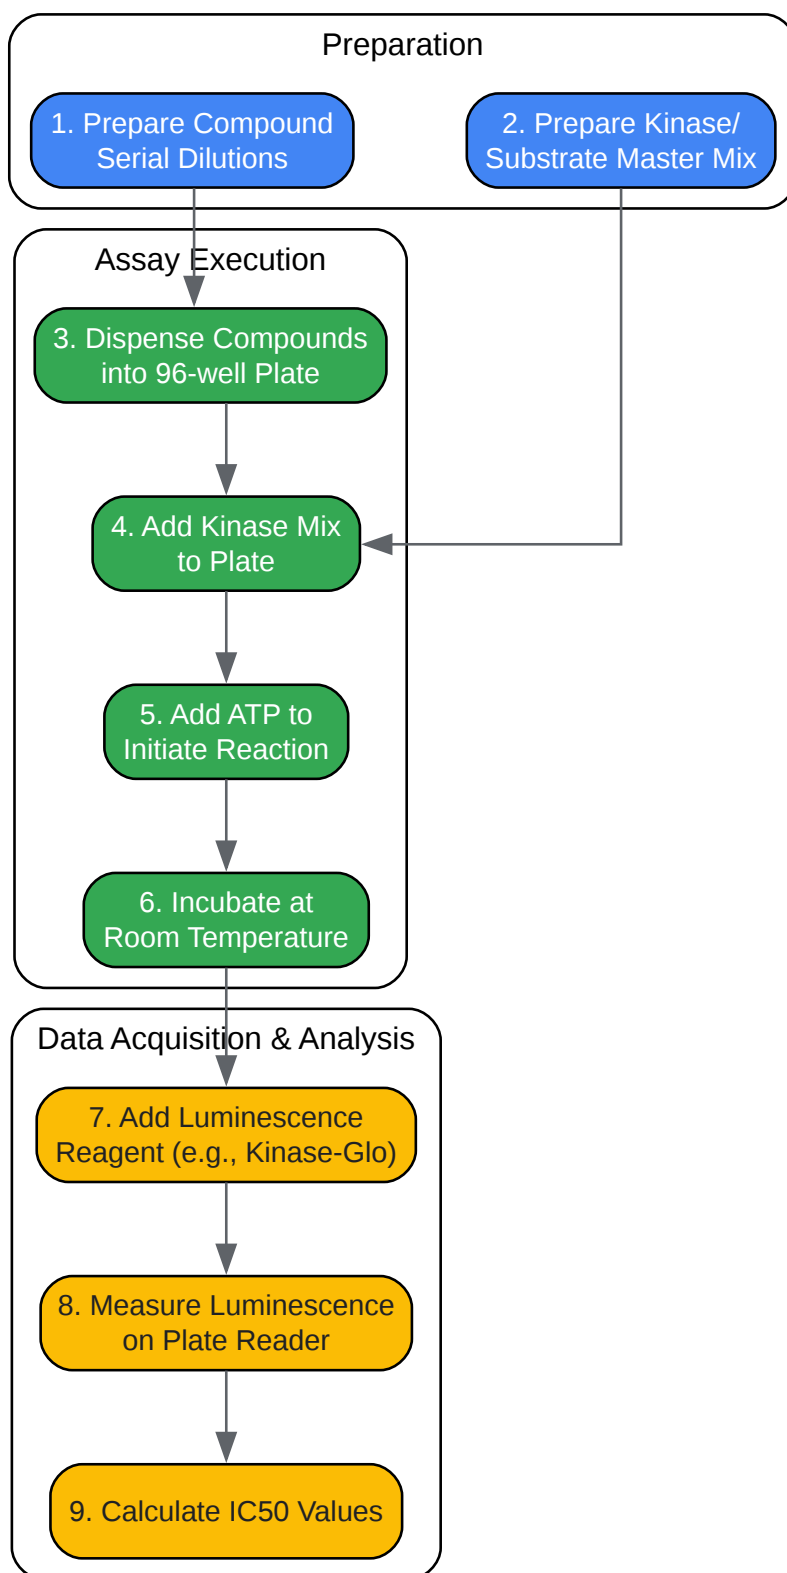 Preparation
1. Prepare Compound
Serial Dilutions
2. Prepare Kinase/
Substrate Master Mix
Assay Execution
3. Dispense Compounds
into 96-well Plate
4. Add Kinase Mix
to Plate
5. Add ATP to
Initiate Reaction
6. Incubate at
Room Temperature
Data Acquisition & Analysis
7. Add Luminescence
Reagent (e.g., Kinase-Glo)
8. Measure Luminescence
on Plate Reader
9. Calculate IC50 Values